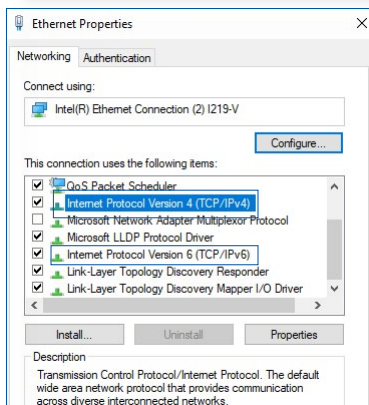 Ethernet Properties
Networking Authentication
Connect using:
Intel(R) Ethernet Connection (2) I219-V
Configure...
This connection uses the following items:
QoS Packet Scheduler
Internet Protocol Version 4 (TCP/IPv4)
Microsoft Network Adapter Multiplexor Protocol
Microsoft LLDP Protocol Driver
Internet Protocol Version 6 (TCP/IPv6)
Link-Layer Topology Discovery Responder
Link-Layer Topology Discovery Mapper I/O Driver
Install... Uninstall Properties
Description
Transmission Control Protocol/Internet Protocol. The default
wide area network protocol that provides communication
across diverse interconnected networks.